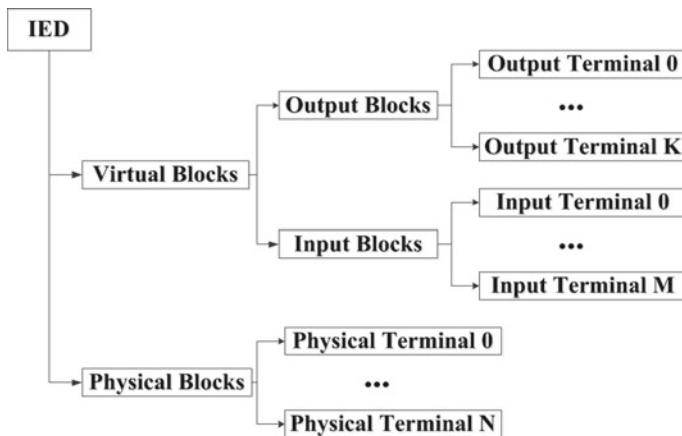 IED
Output Terminal 0
Output Blocks
...
Output Terminal K
Virtual Blocks
Input Terminal 0
Input Blocks
...
Input Terminal M
Physical Terminal 0
Physical Blocks
...
Physical Terminal N